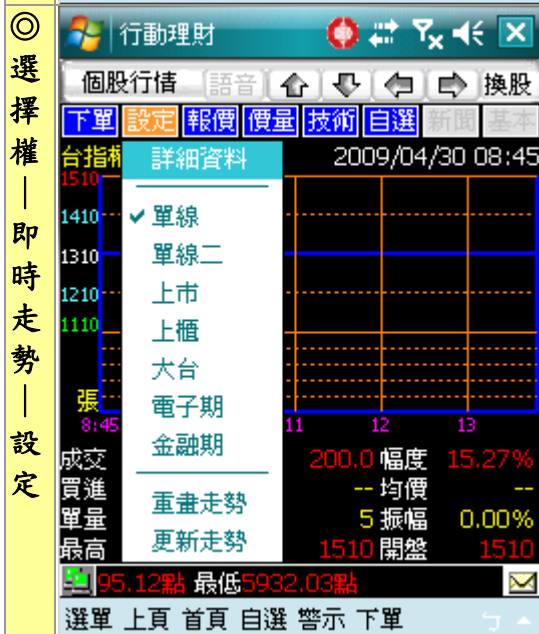 ◎選擇權—即時走勢—設定
行動理財
個股行情 語音 換股
下單 設定 報價 價量 技術 自選 新聞 基本
台指權 2009/04/30 08:45
詳細資料
單線
單線二
上市
上櫃
大台
電子期
金融期
重畫走勢
更新走勢
1510
1410
1310
1210
1110
張
8:45 11 12 13
成交 200.0 幅度 15.27%
買進 -- 均價 --
單量 5 振幅 0.00%
最高 1510 開盤 1510
95.12點 最低5932.03點
選單 上頁 首頁 自選 警示 下單